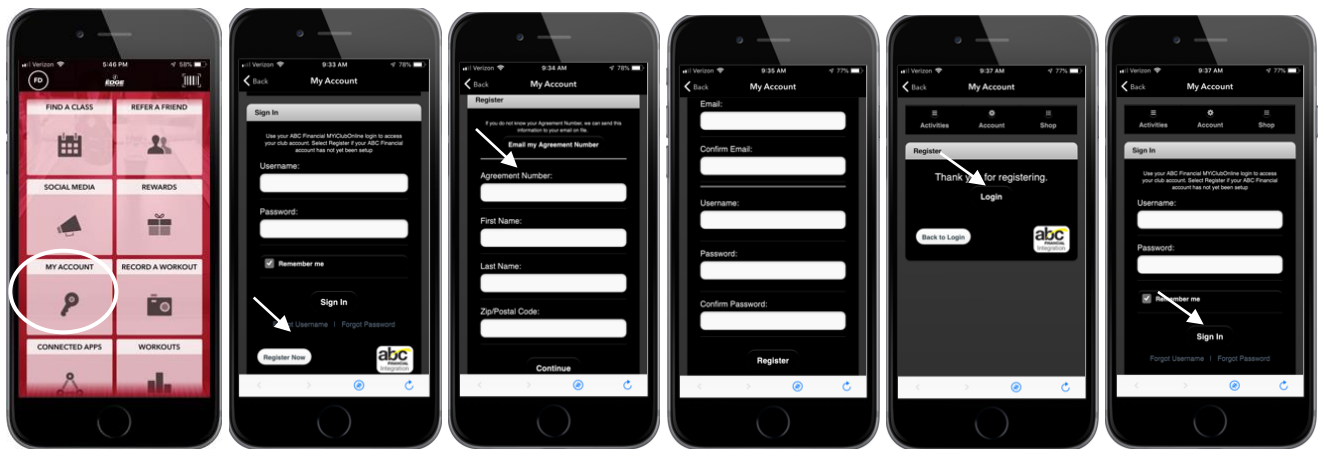 Verizon 5:46 PM 58%
FD
EDGE
FIND A CLASS
REFER A FRIEND
SOCIAL MEDIA
REWARDS
MY ACCOUNT
RECORD A WORKOUT
CONNECTED APPS
WORKOUTS
Verizon 9:33 AM 78%
Back My Account
Sign In
Use your ABC Financial MYiClubOnline login to access
your club account. Select Register if your ABC Financial
account has not yet been setup
Username:
Password:
Remember me
Sign In
Username | Forgot Password
Register Now
abc
FINANCIAL
Integration
Verizon 9:34 AM 78%
Back My Account
Register
If you do not know your Agreement Number, we can send this
information to your email on file.
Email my Agreement Number
Agreement Number:
First Name:
Last Name:
Zip/Postal Code:
Continue
Verizon 9:35 AM 77%
Back My Account
Email:
Confirm Email:
Username:
Password:
Confirm Password:
Register
Verizon 9:37 AM 77%
Back My Account
Activities Account Shop
Register
Thank you for registering.
Login
Back to Login
abc
FINANCIAL
Integration
Verizon 9:37 AM 77%
Back My Account
Activities Account Shop
Sign In
Use your ABC Financial MYiClubOnline login to access
your club account. Select Register if your ABC Financial
account has not yet been setup
Username:
Password:
Remember me
Sign In
Forgot Username | Forgot Password